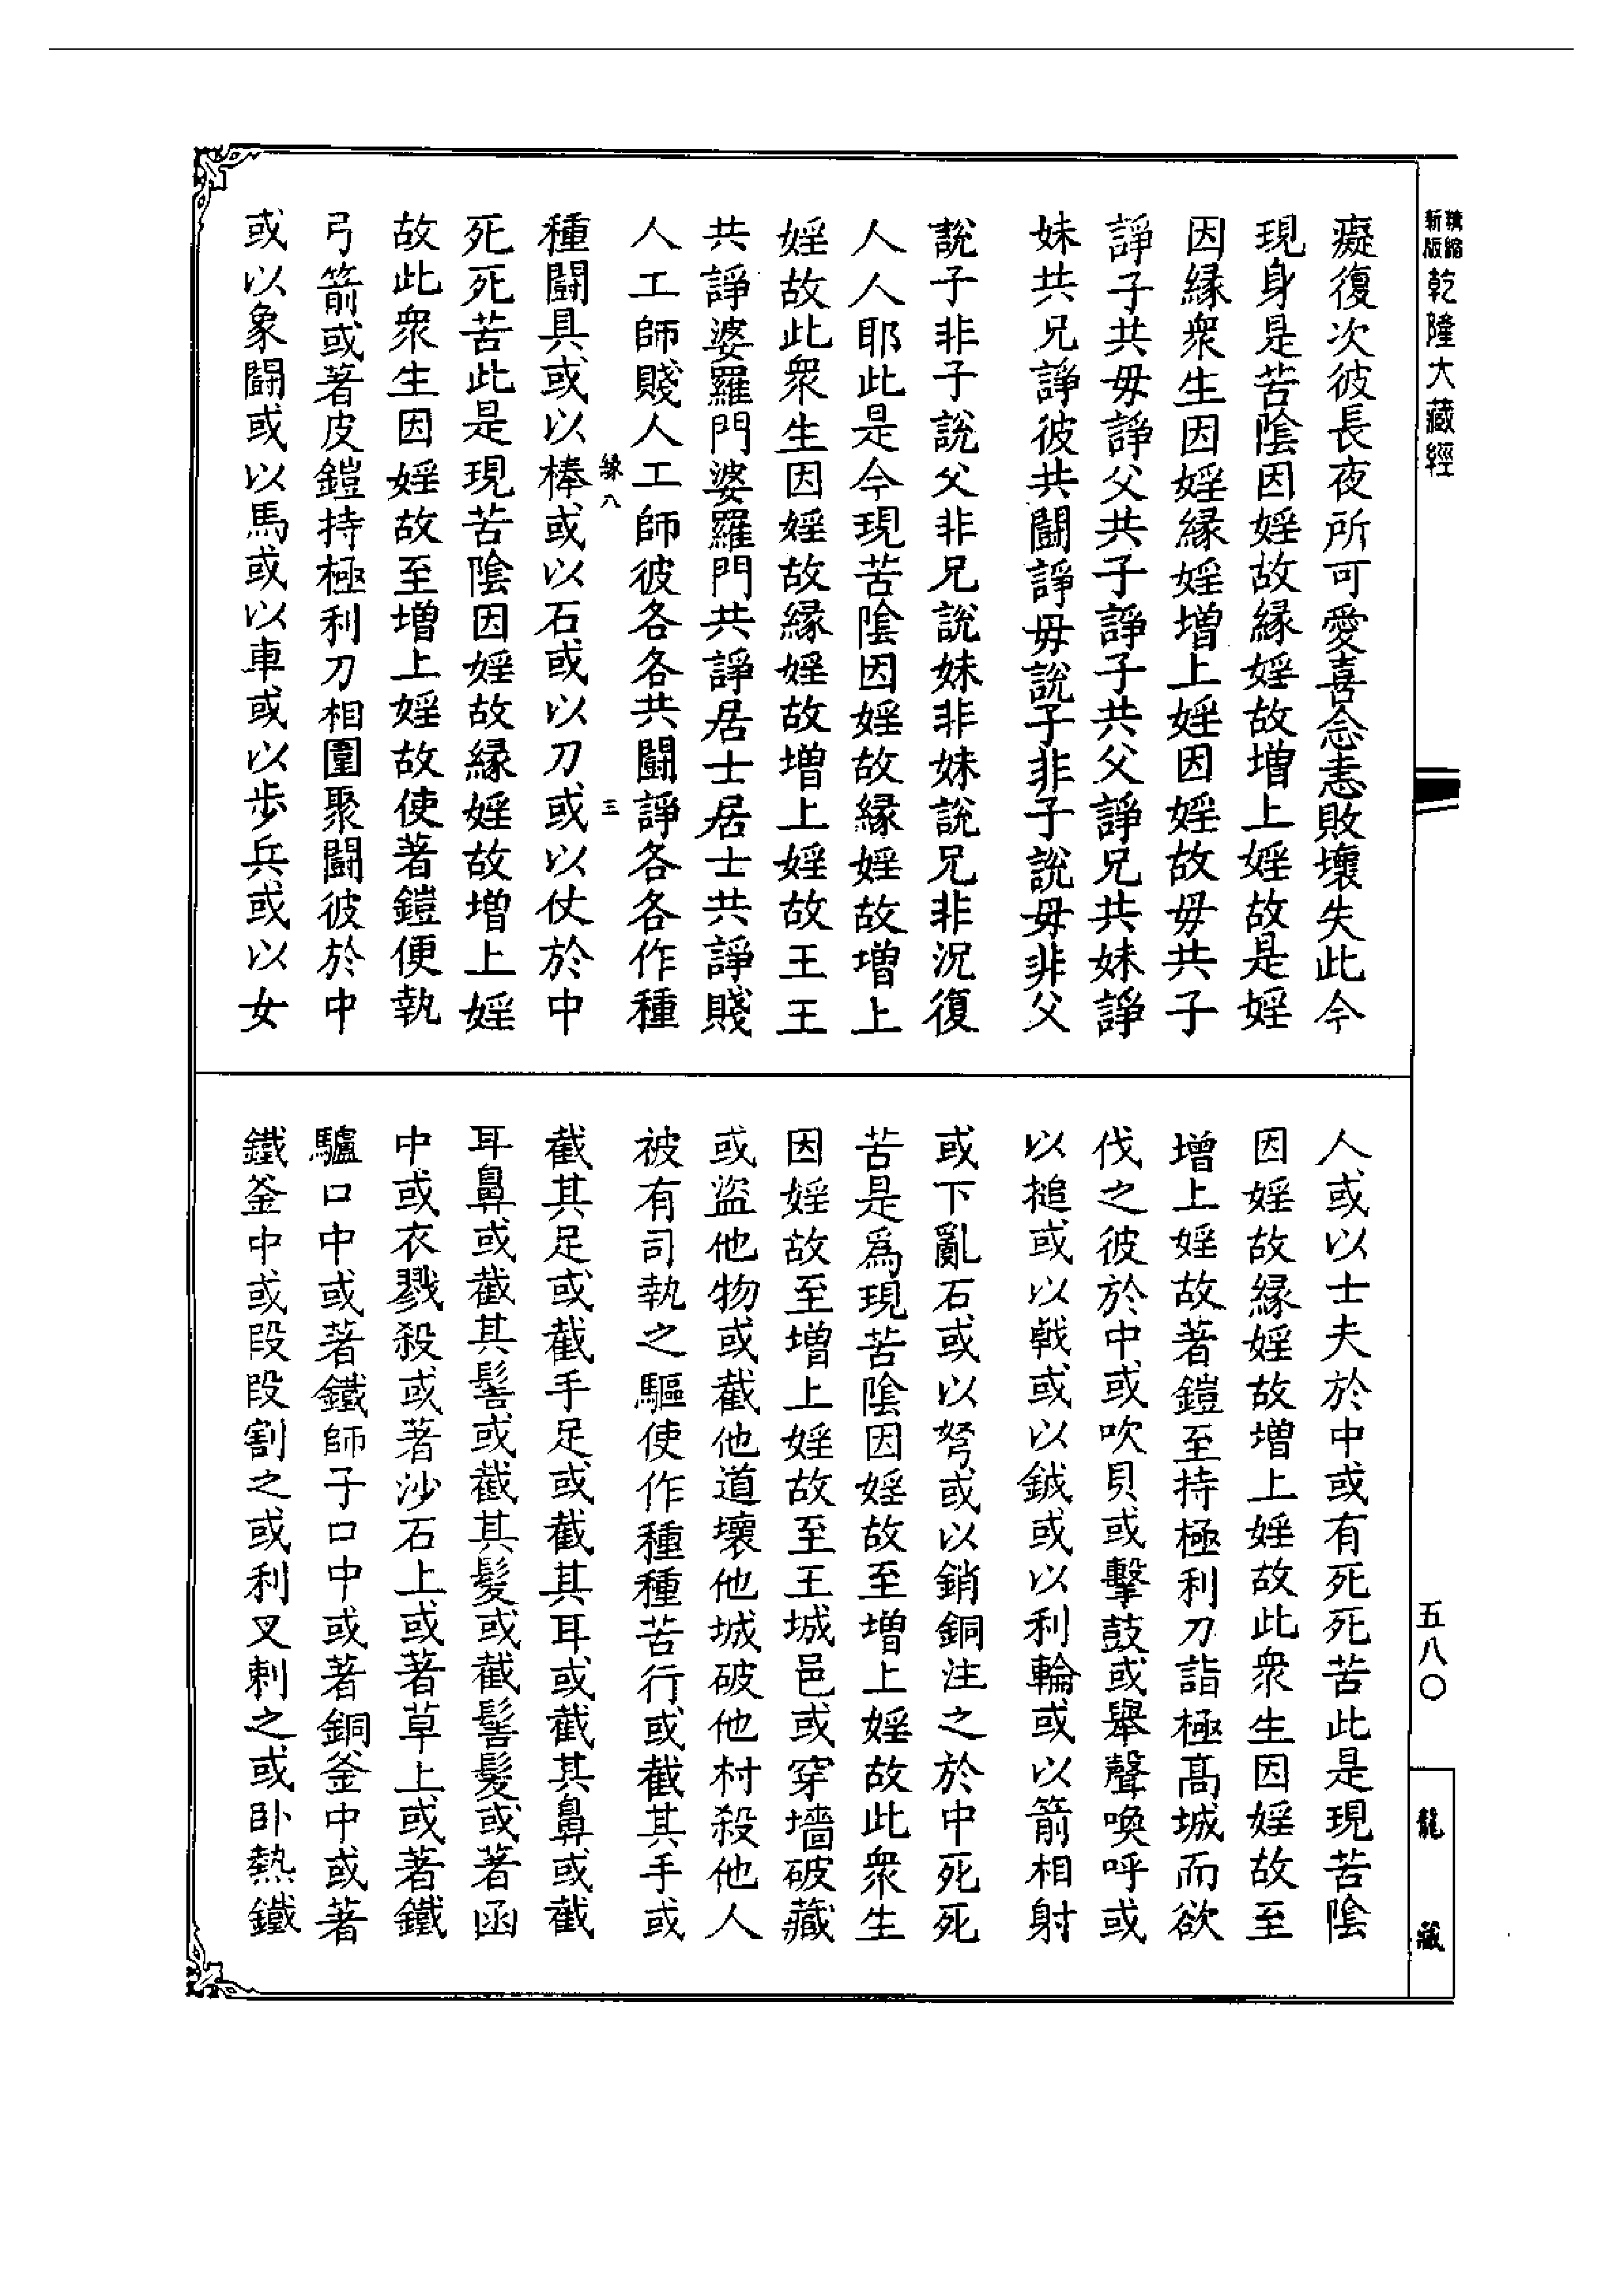 精縮新版乾隆大藏經
癡復次彼長夜所可愛喜念恚敗壞失此今
現身是苦陰因婬故緣婬故增上婬故是婬
因緣衆生因婬緣婬增上婬因婬故毋共子
諍子共毋諍父共子諍子共父諍兄共妹諍
妹共兄諍彼共鬪諍毋說子非子說毋非父
說子非子說父非兄說妹非妹說兄非況復
人人耶此是今現苦陰因婬故緣婬故增上
婬故此衆生因婬故緣婬故增上婬故王王
共諍婆羅門婆羅門共諍居士居士共諍賤
人工師賤人工師彼各各共鬪諍各各作種
種鬪具或以棒或以石或以刀或以仗於中
死死苦此是現苦陰因婬故緣婬故增上婬
故此衆生因婬故至增上婬故使著鎧便執
弓箭或著皮鎧持極利刀相圍聚鬪彼於中
或以象鬪或以馬或以車或以步兵或以女
人或以士夫於中或有死死苦此是現苦陰
因婬故緣婬故增上婬故此衆生因婬故至
增上婬故著鎧至持極利刀詣極高城而欲
伐之彼於中或吹貝或擊鼓或舉聲喚呼或
以搥或以戟或以鉞或以利輪或以箭相射
或下亂石或以弩或以銷銅注之於中死死
苦是爲現苦陰因婬故至增上婬故此衆生
因婬故至增上婬故至王城邑或穿墻破藏
或盜他物或截他道壞他城破他村殺他人
被有司執之驅使作種種苦行或截其手或
截其足或截手足或截其耳或截其鼻或截
耳鼻或截其髻或截其髮或截髻髮或著函
中或衣戮殺或著沙石上或著草上或著鐵
驢口中或著鐵師子口中或著銅釜中或著
鐵釜中或段段割之或利叉刺之或卧熱鐵
三
五八〇
龍藏